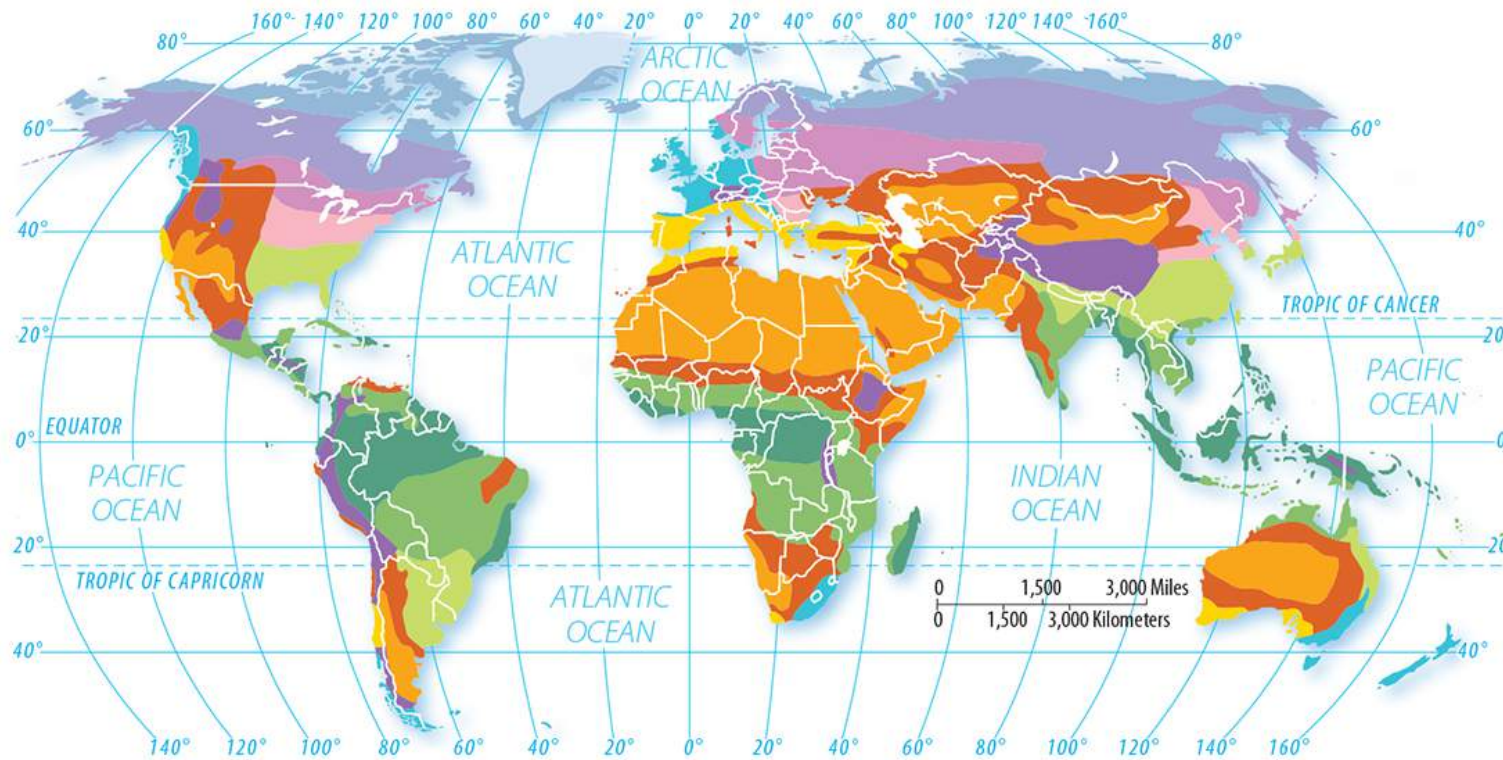 160° 140° 120° 100° 80° 60° 40° 20° 0° 20° 40° 60° 80° 100° 120° 140° 160°
80° 80°
ARCTIC
OCEAN
60° 60°
40° 40°
ATLANTIC
OCEAN
TROPIC OF CANCER
20° 20
PACIFIC
OCEAN
EQUATOR
0° 0
PACIFIC
OCEAN
INDIAN
OCEAN
20° 20
TROPIC OF CAPRICORN
ATLANTIC
OCEAN
0 1,500 3,000 Miles
0 1,500 3,000 Kilometers
40° 40°
140° 120° 100° 80° 60° 40° 20° 0° 20° 40° 60° 80° 100° 120° 140° 160°